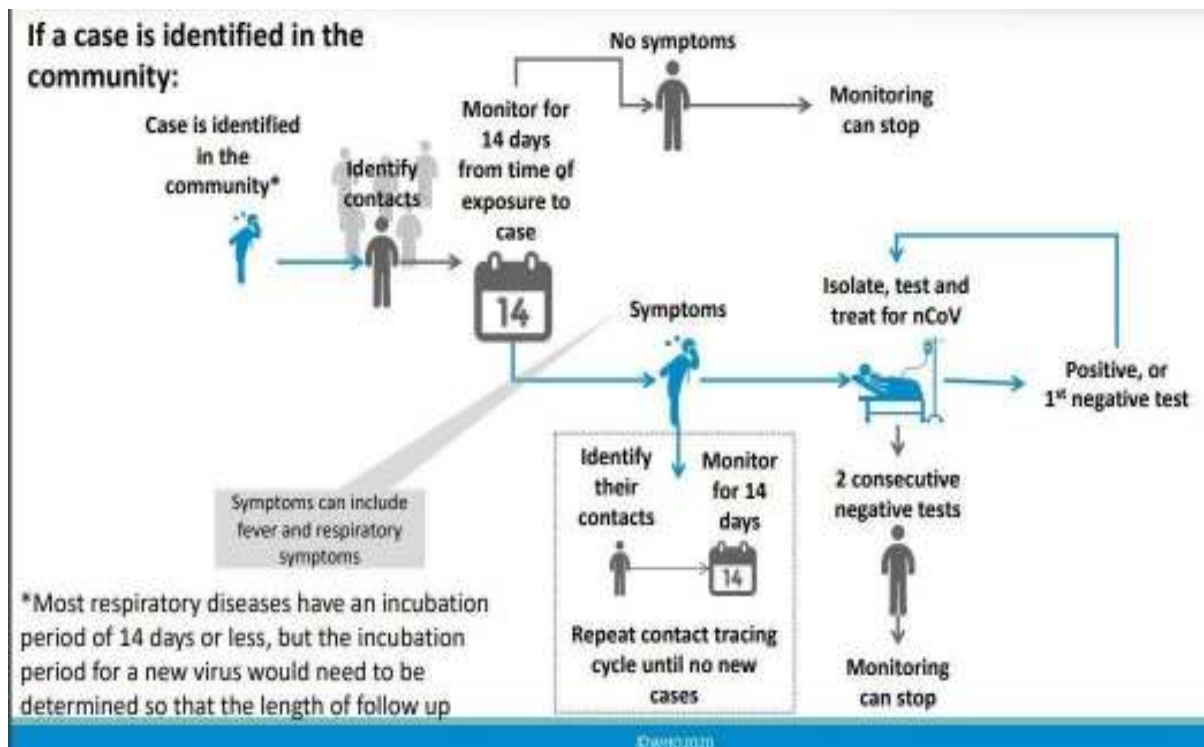 If a case is identified in the
community:
Case is identified
in the
community*
Identify
contacts
Monitor for
14 days
from time of
exposure to
case
14
No symptoms
Monitoring
can stop
Symptoms
Isolate, test and
treat for nCoV
Positive, or
1st negative test
Symptoms can include
fever and respiratory
symptoms
Identify
their
contacts
Monitor
for 14
days
14
Repeat contact tracing
cycle until no new
cases
2 consecutive
negative tests
Monitoring
can stop
*Most respiratory diseases have an incubation
period of 14 days or less, but the incubation
period for a new virus would need to be
determined so that the length of follow up